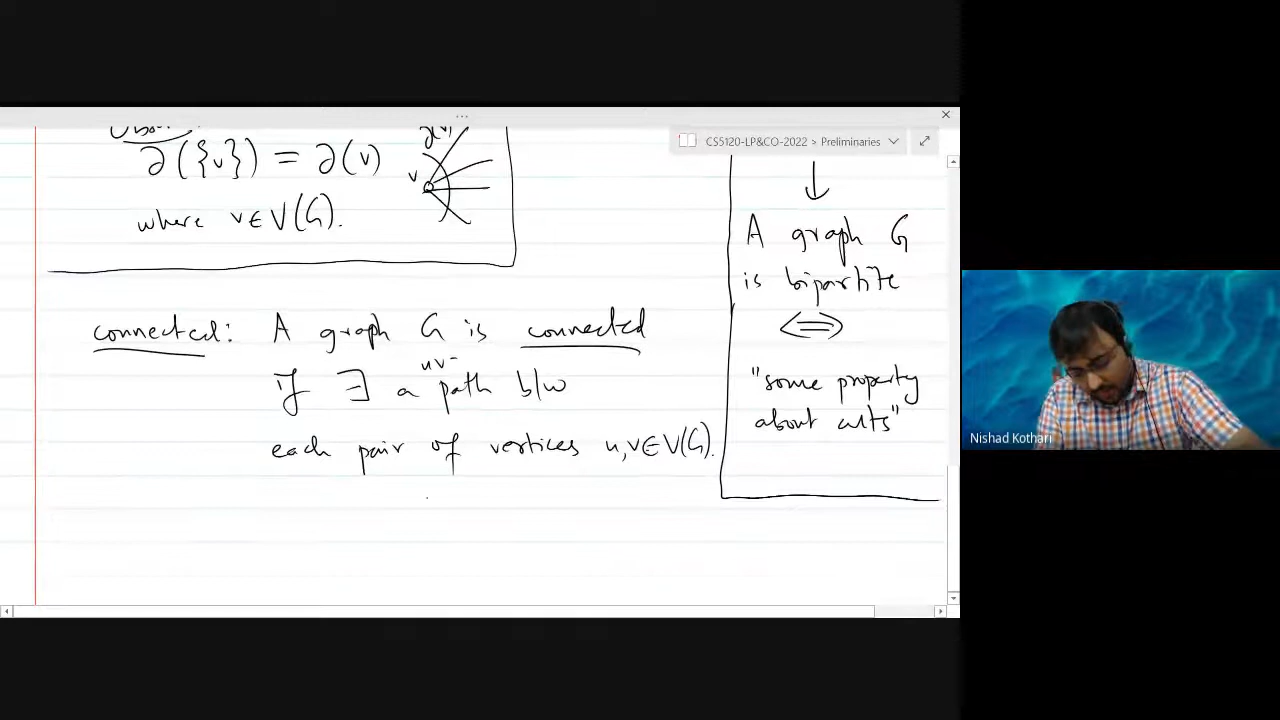 CS5120-LP&CO-2022 > Preliminaries
∂({v}) = ∂(v)
∂(v)
v
where v ∈ V(G).
connected: A graph G is connected
uv-
if ∃ a path b/w
each pair of vertices u,v ∈ V(G).
A graph G
is bipartite
⟺
"some property
about cuts"
Nishad Kothari